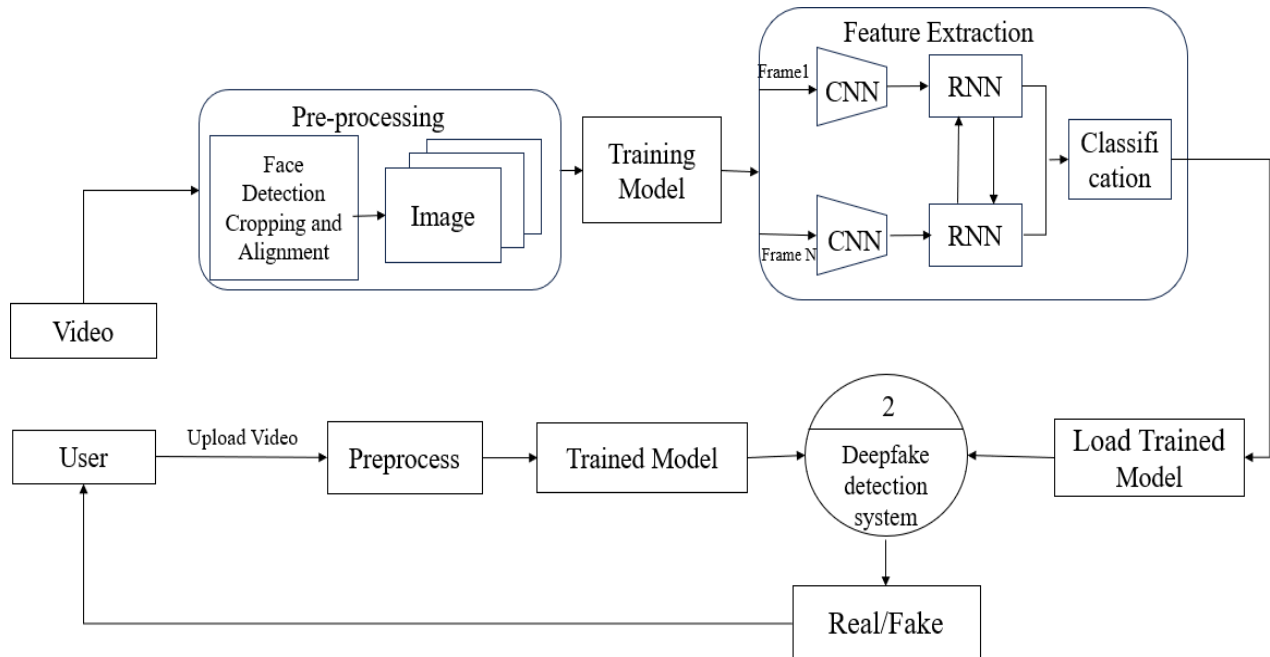 Feature Extraction
Frame1
CNN
RNN
Pre-processing
Face
Detection
Cropping and
Alignment
Image
Training
Model
Classifi
cation
Frame N
CNN
RNN
Video
2
Deepfake
detection
system
User
Upload Video
Preprocess
Trained Model
Load Trained
Model
Real/Fake